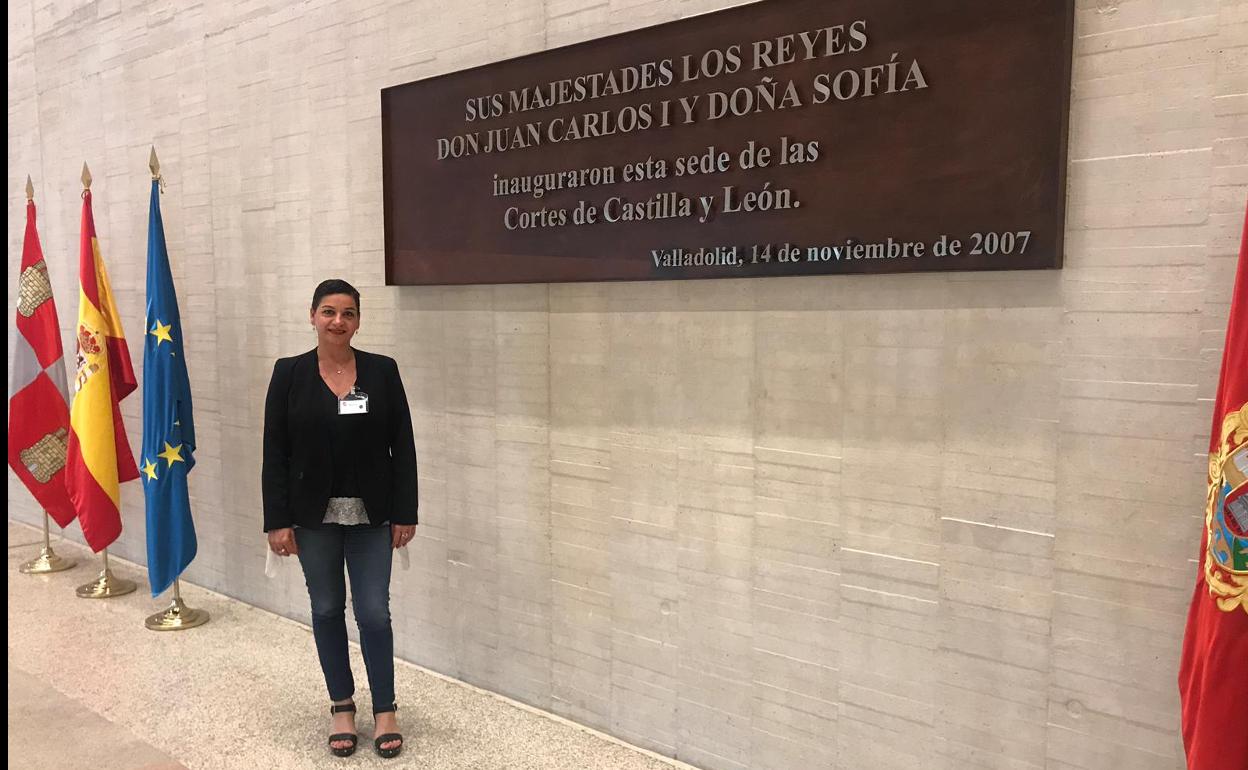 SUS MAJESTADES LOS REYES
DON JUAN CARLOS I Y DOÑA SOFÍA
inauguraron esta sede de las
Cortes de Castilla y León.
Valladolid, 14 de noviembre de 2007